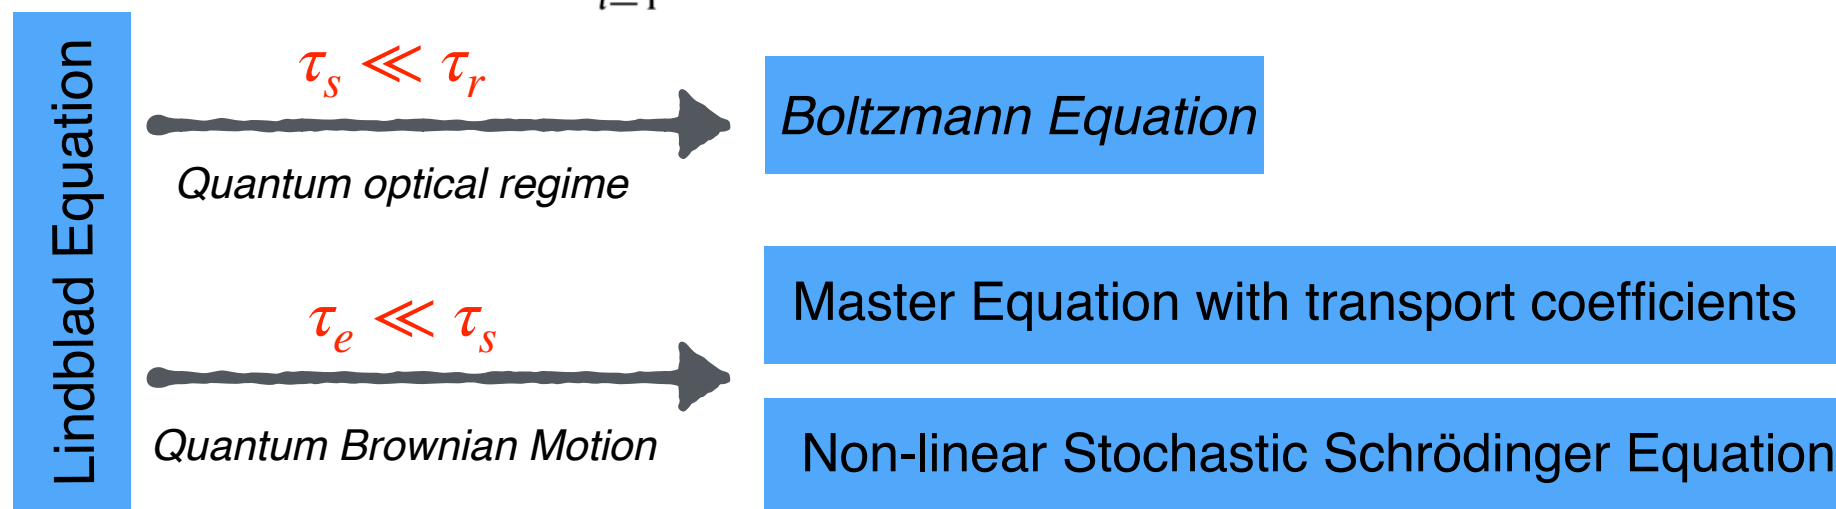 i=1
Lindblad Equation
τs ≪ τr
Quantum optical regime
Boltzmann Equation
τe ≪ τs
Quantum Brownian Motion
Master Equation with transport coefficients
Non-linear Stochastic Schrödinger Equation